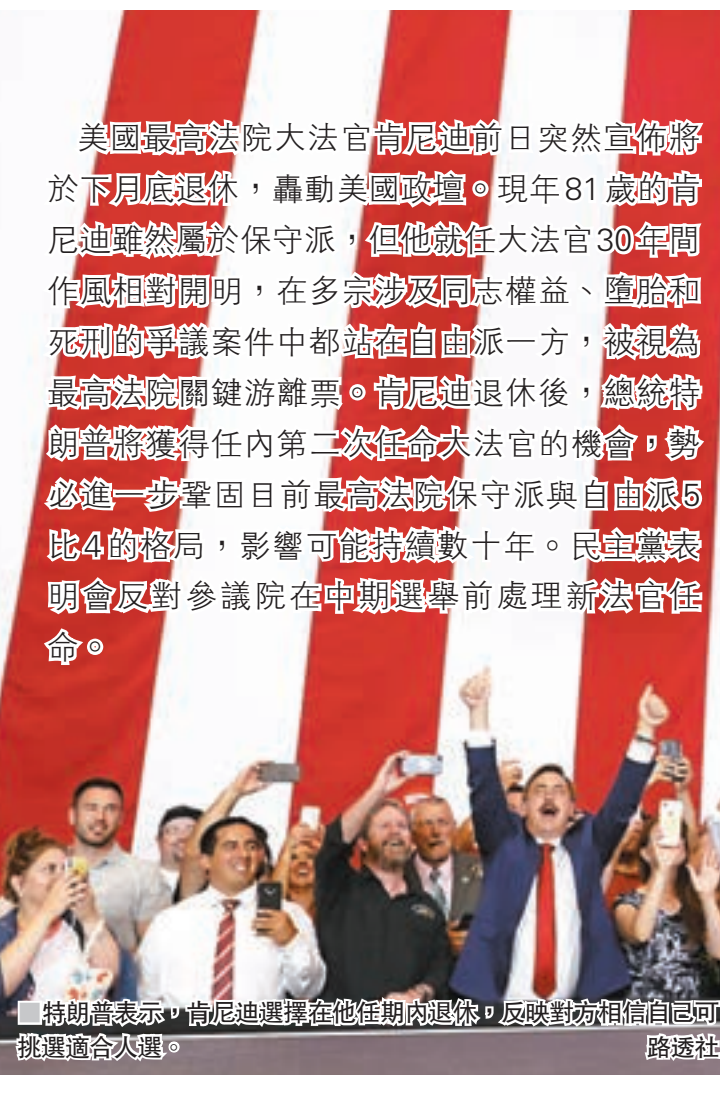 美國最高法院大法官肯尼迪前日突然宣佈將
於下月底退休，轟動美國政壇。現年81歲的肯
尼迪雖然屬於保守派，但他就任大法官30年間
作風相對開明，在多宗涉及同志權益、墮胎和
死刑的爭議案件中都站在自由派一方，被視為
最高法院關鍵游離票。肯尼迪退休後，總統特
朗普將獲得任內第二次任命大法官的機會，勢
必進一步鞏固目前最高法院保守派與自由派5
比4的格局，影響可能持續數十年。民主黨表
明會反對參議院在中期選舉前處理新法官任
命。
■特朗普表示，肯尼迪選擇在他任期內退休，反映對方相信自己可
挑選適合人選。 路透社